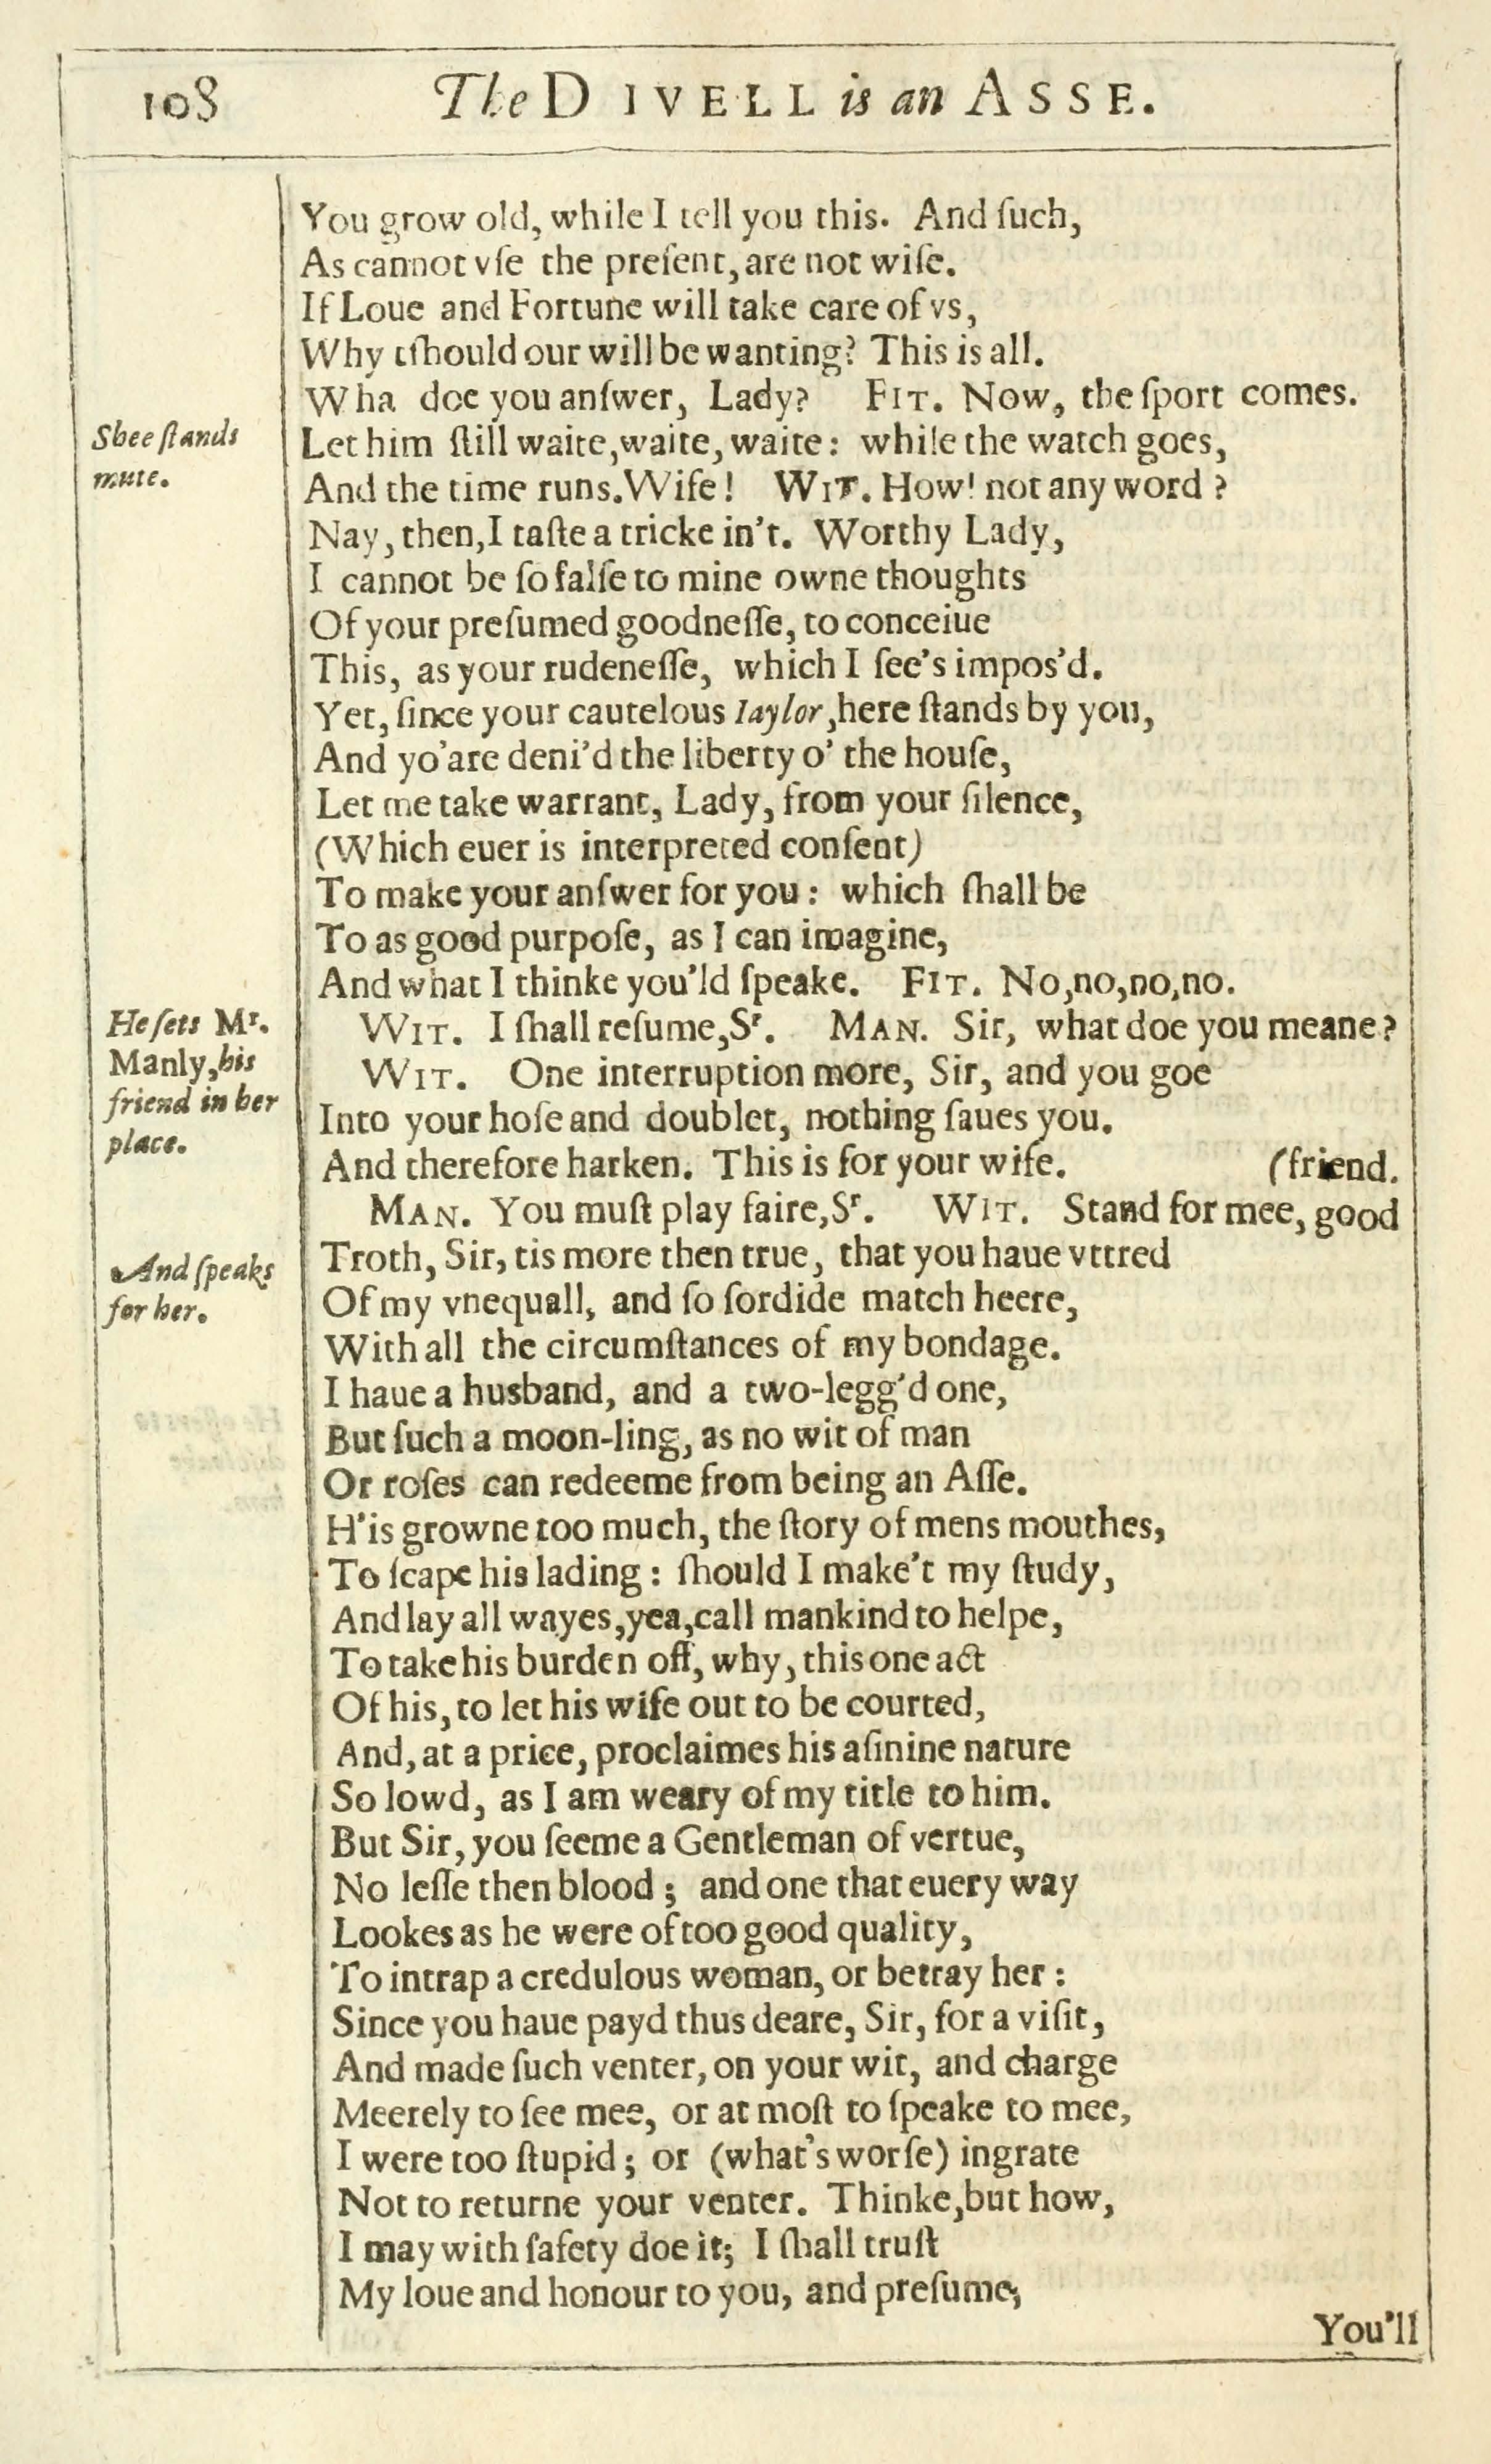 108 The DIVELL is an ASSE.
You grow old, while I tell you this. And ſuch,
As cannot vſe the preſent, are not wiſe.
If Loue and Fortune will take care of vs,
Why tſhould our will be wanting? This is all.
Wha doe you anſwer, Lady? FIT. Now, the ſport comes.
Shee ſtands
mute.
Let him ſtill waite, waite, waite: while the watch goes,
And the time runs. Wife! WIT. How! not any word?
Nay, then, I taſte a tricke in't. Worthy Lady,
I cannot be ſo falſe to mine owne thoughts
Of your preſumed goodneſſe, to conceiue
This, as your rudeneſſe, which I ſee's impos'd.
Yet, ſince your cautelous Iaylor, here ſtands by you,
And yo'are deni'd the liberty o' the houſe,
Let me take warrant, Lady, from your ſilence,
(Which euer is interpreted conſent)
To make your anſwer for you: which ſhall be
To as good purpoſe, as I can imagine,
And what I thinke you'ld ſpeake. FIT. No, no, no, no.
He ſets Mr.
Manly, his
friend in her
place.
WIT. I ſhall reſume, Sr. MAN. Sir, what doe you meane?
WIT. One interruption more, Sir, and you goe
Into your hoſe and doublet, nothing ſaues you.
And therefore harken. This is for your wife. (friend.
MAN. You muſt play faire, Sr. WIT. Stand for mee, good
And ſpeaks
for her.
Troth, Sir, tis more then true, that you haue vttred
Of my vnequall, and ſo ſordide match heere,
With all the circumſtances of my bondage.
I haue a husband, and a two-legg'd one,
But ſuch a moon-ling, as no wit of man
Or roſes can redeeme from being an Aſſe.
H'is growne too much, the ſtory of mens mouthes,
To ſcape his lading: ſhould I make't my ſtudy,
And lay all wayes, yea, call mankind to helpe,
To take his burden off, why, this one act
Of his, to let his wife out to be courted,
And, at a price, proclaimes his aſinine nature
So lowd, as I am weary of my title to him.
But Sir, you ſeeme a Gentleman of vertue,
No leſſe then blood; and one that euery way
Lookes as he were of too good quality,
To intrap a credulous woman, or betray her:
Since you haue payd thus deare, Sir, for a viſit,
And made ſuch venter, on your wit, and charge
Meerely to ſee mee, or at moſt to ſpeake to mee,
I were too ſtupid; or (what's worſe) ingrate
Not to returne your venter. Thinke, but how,
I may with ſafety doe it; I ſhall truſt
My loue and honour to you, and preſume;
You'll